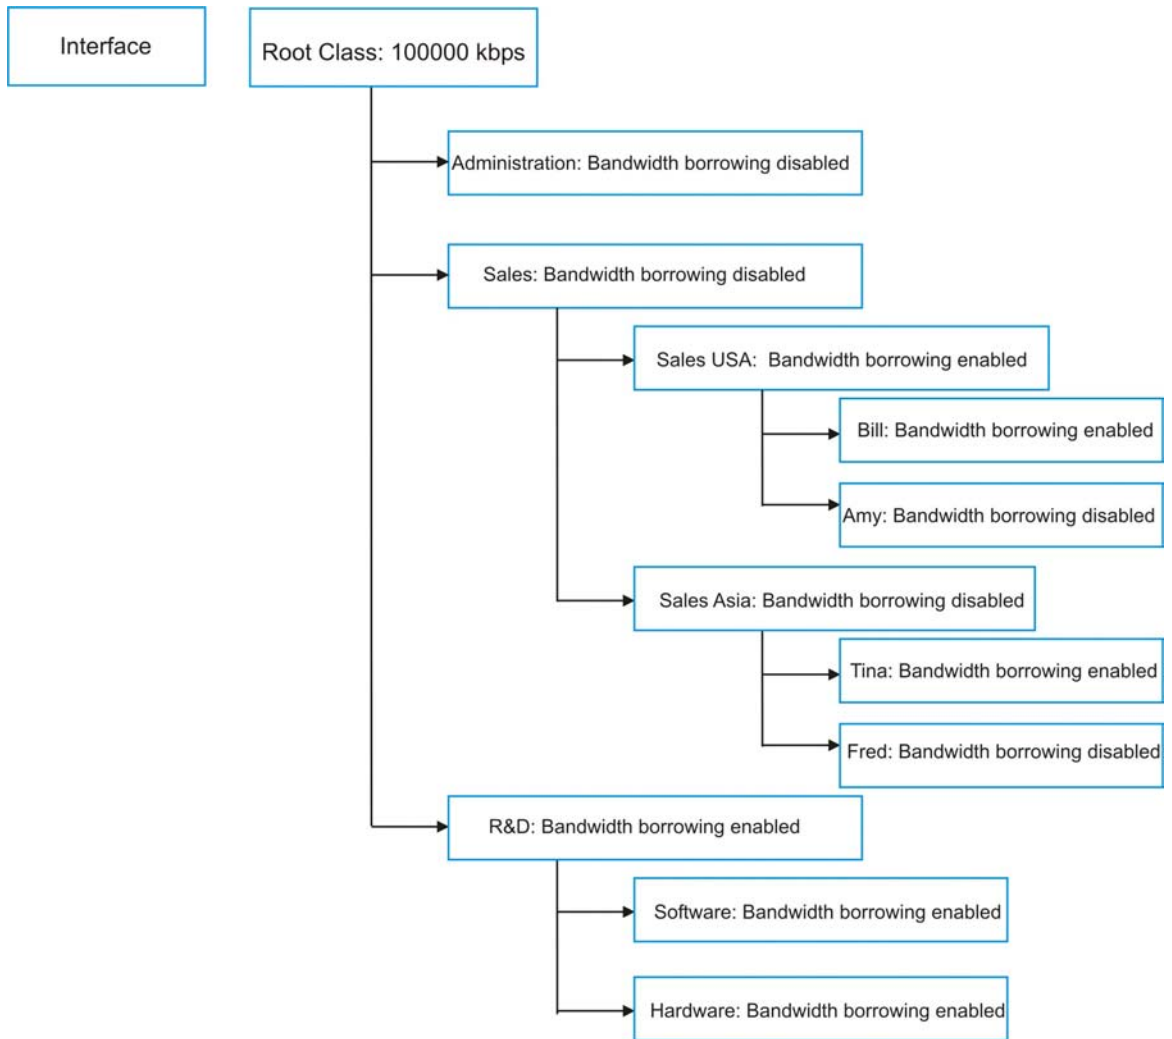 Interface
Root Class: 100000 kbps
Administration: Bandwidth borrowing disabled
Sales: Bandwidth borrowing disabled
Sales USA: Bandwidth borrowing enabled
Bill: Bandwidth borrowing enabled
Amy: Bandwidth borrowing disabled
Sales Asia: Bandwidth borrowing disabled
Tina: Bandwidth borrowing enabled
Fred: Bandwidth borrowing disabled
R&D: Bandwidth borrowing enabled
Software: Bandwidth borrowing enabled
Hardware: Bandwidth borrowing enabled